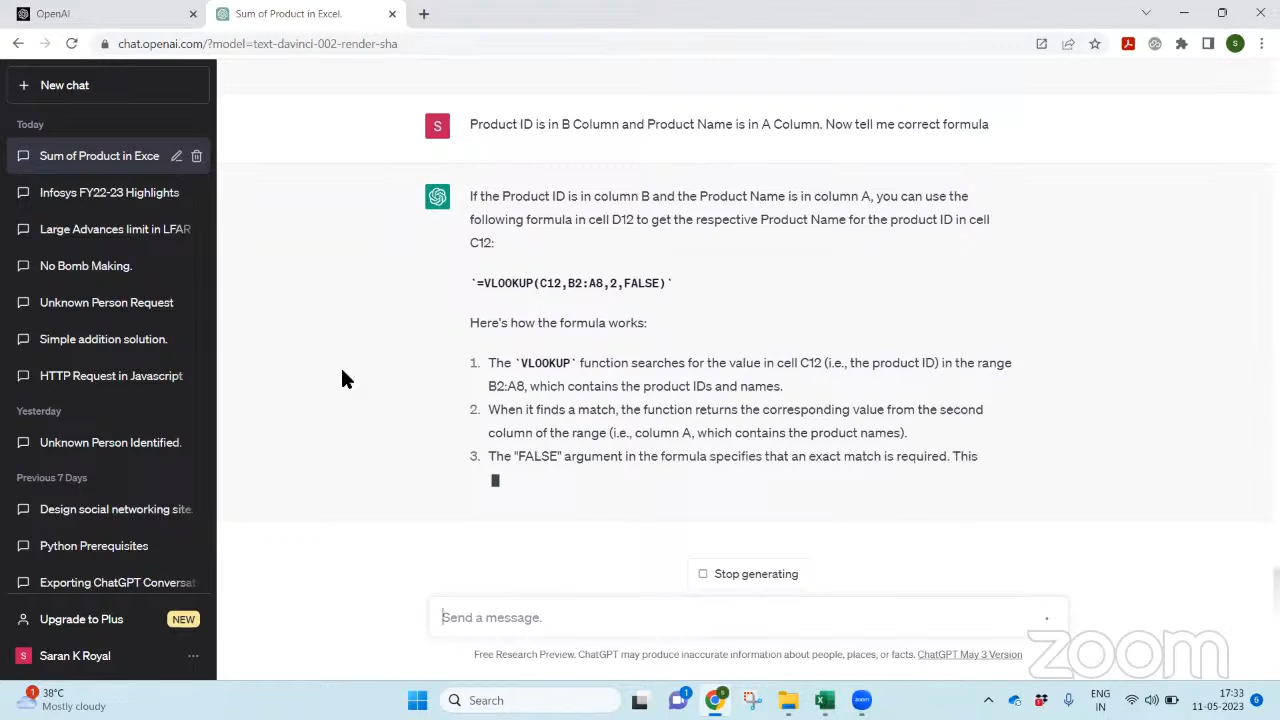 OpenAI
Sum of Product in Excel.
chat.openai.com/?model=text-davinci-002-render-sha
S
New chat
Today
Sum of Product in Exce
Infosys FY22-23 Highlights
Large Advances limit in LFAR
No Bomb Making.
Unknown Person Request
Simple addition solution.
HTTP Request in Javascript
Yesterday
Unknown Person Identified.
Previous 7 Days
Design social networking site.
Python Prerequisites
Exporting ChatGPT Conversat
Upgrade to Plus NEW
S Saran K Royal
S Product ID is in B Column and Product Name is in A Column. Now tell me correct formula
If the Product ID is in column B and the Product Name is in column A, you can use the
following formula in cell D12 to get the respective Product Name for the product ID in cell
C12:
`=VLOOKUP(C12,B2:A8,2,FALSE)`
Here's how the formula works:
1. The `VLOOKUP` function searches for the value in cell C12 (i.e., the product ID) in the range
B2:A8, which contains the product IDs and names.
2. When it finds a match, the function returns the corresponding value from the second
column of the range (i.e., column A, which contains the product names).
3. The "FALSE" argument in the formula specifies that an exact match is required. This
Stop generating
Send a message.
Free Research Preview. ChatGPT may produce inaccurate information about people, places, or facts. ChatGPT May 3 Version
zoom
1
38°C
Mostly cloudy
Search
1
ENG
IN
17:33
11-05-2023
6